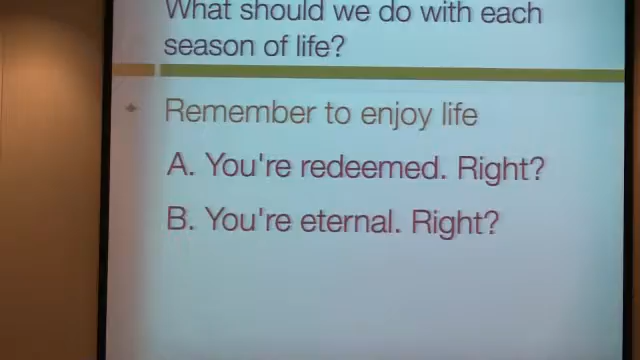 What should we do with each
season of life?
Remember to enjoy life
A. You're redeemed. Right?
B. You're eternal. Right?